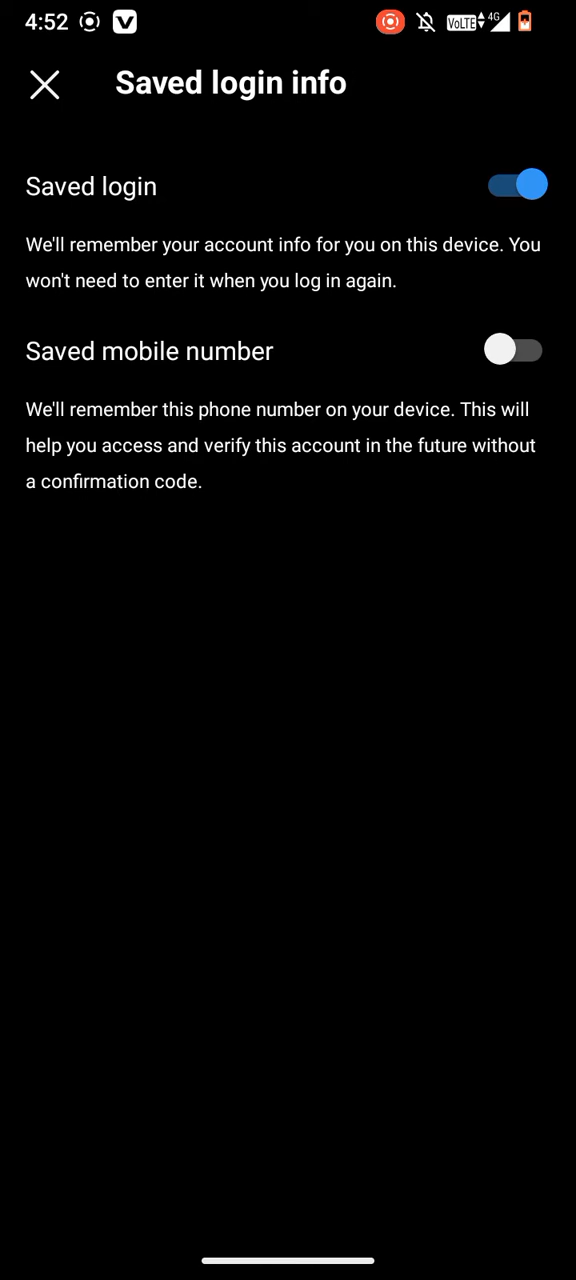 4:52 V VoLTE 4G
Saved login info
Saved login
We'll remember your account info for you on this device. You
won't need to enter it when you log in again.
Saved mobile number
We'll remember this phone number on your device. This will
help you access and verify this account in the future without
a confirmation code.